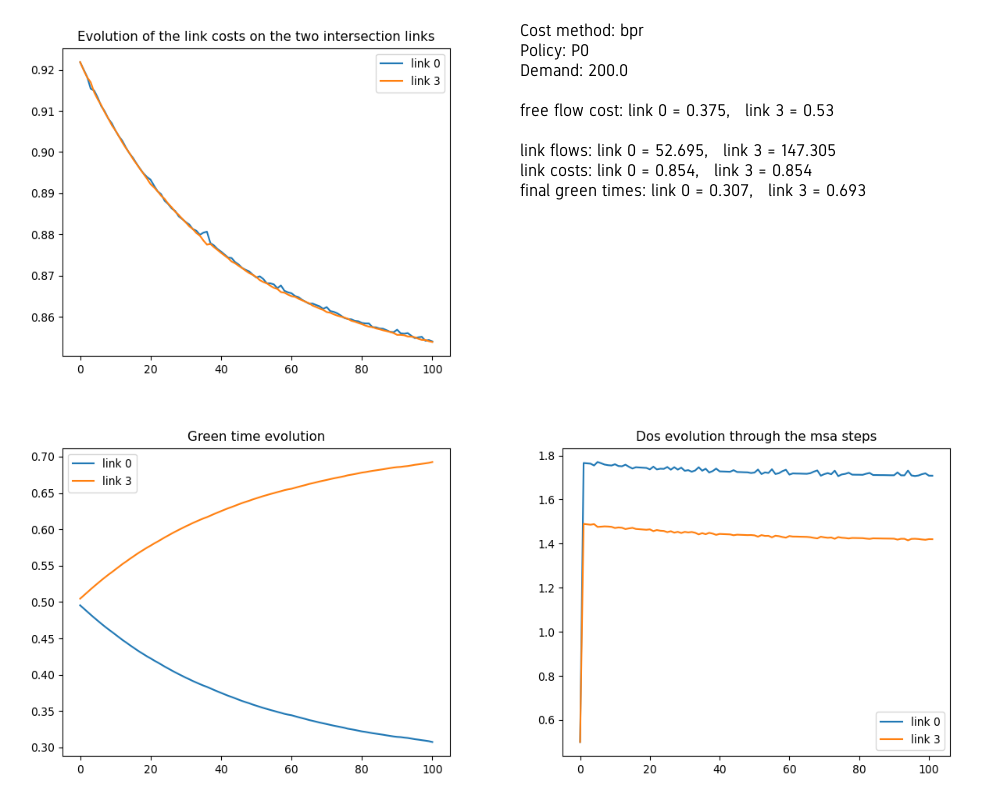 Evolution of the link costs on the two intersection links
link 0
link 3
0.92
0.91
0.90
0.89
0.88
0.87
0.86
0 20 40 60 80 100
Cost method: bpr
Policy: P0
Demand: 200.0
free flow cost: link 0 = 0.375, link 3 = 0.53
link flows: link 0 = 52.695, link 3 = 147.305
link costs: link 0 = 0.854, link 3 = 0.854
final green times: link 0 = 0.307, link 3 = 0.693
Green time evolution
link 0
link 3
0.70
0.65
0.60
0.55
0.50
0.45
0.40
0.35
0.30
0 20 40 60 80 100
Dos evolution through the msa steps
1.8
1.6
1.4
1.2
1.0
0.8
0.6
link 0
link 3
0 20 40 60 80 100